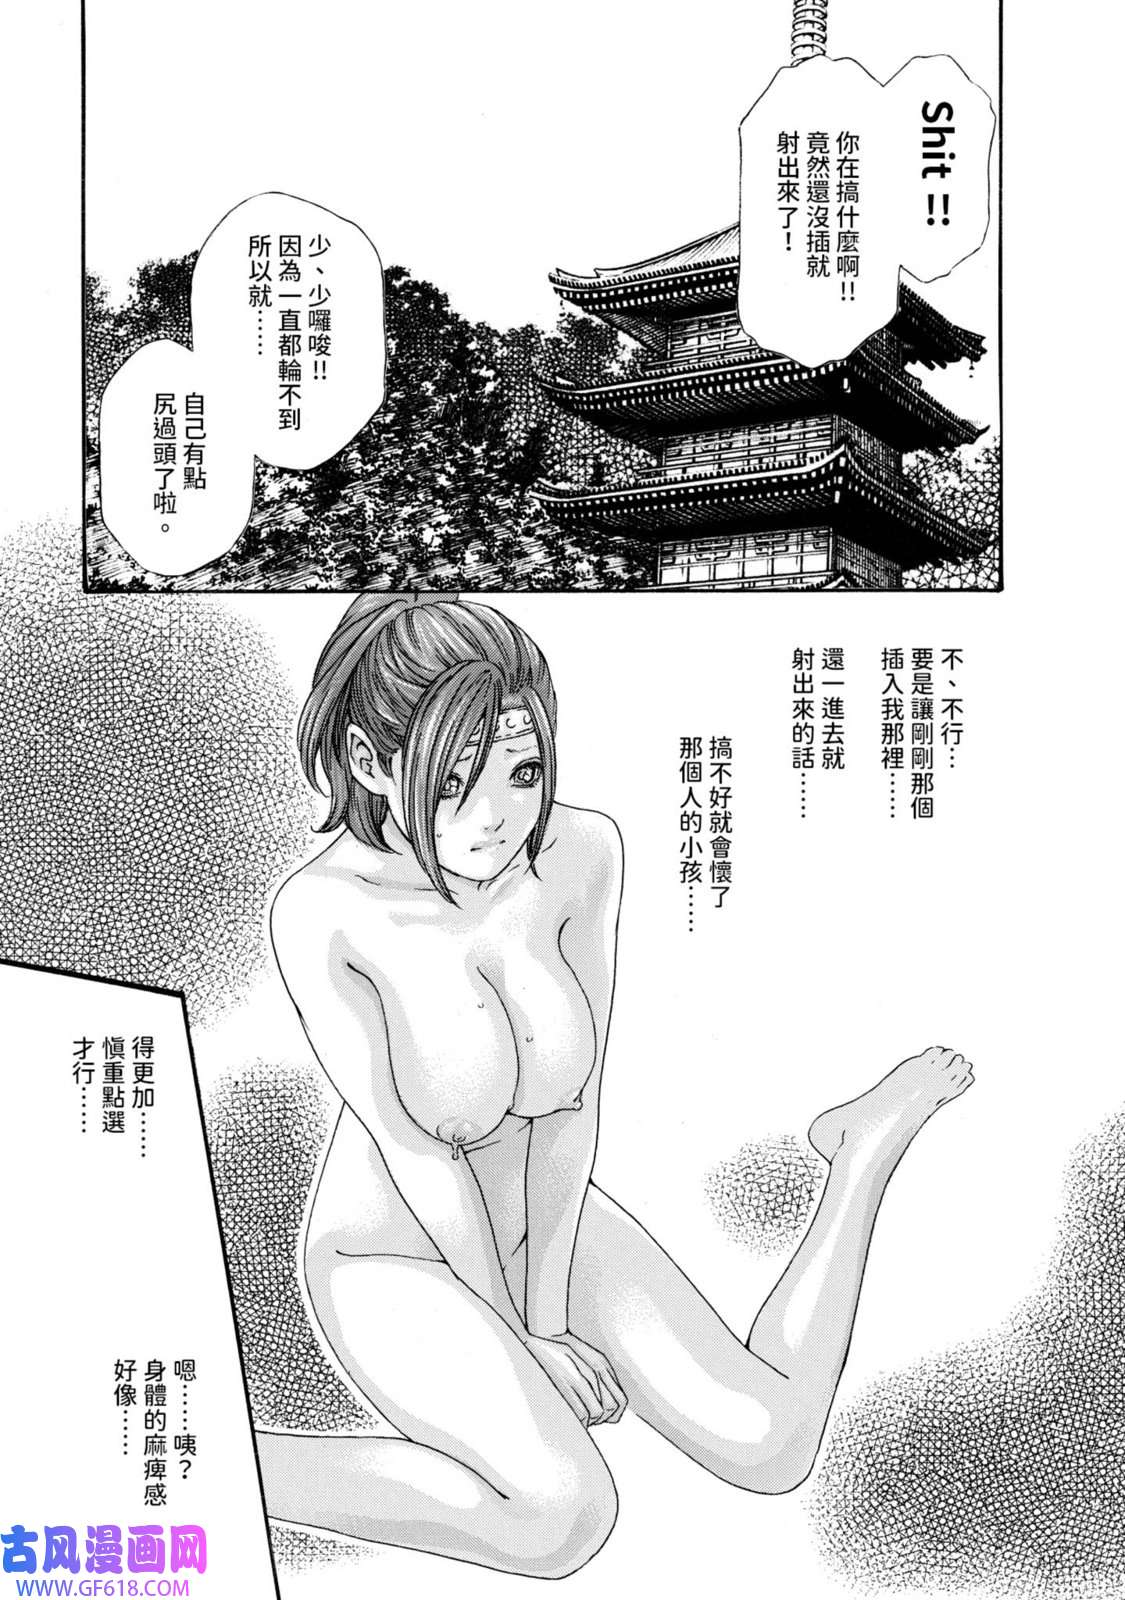 Shit !!
你在搞什麼啊!!
竟然還沒插就
射出來了！
少、少囉唆!!
因為一直都輪不到
所以就……
自己有點
尻過頭了啦。
不、不行…
要是讓剛剛那個
插入我那裡……
還一進去就
射出來的話……
搞不好就會懷了
那個人的小孩……
得更加……
慎重點選
才行……
嗯……咦？
身體的麻痺感
好像……
古风漫画网
WWW.GF618.COM